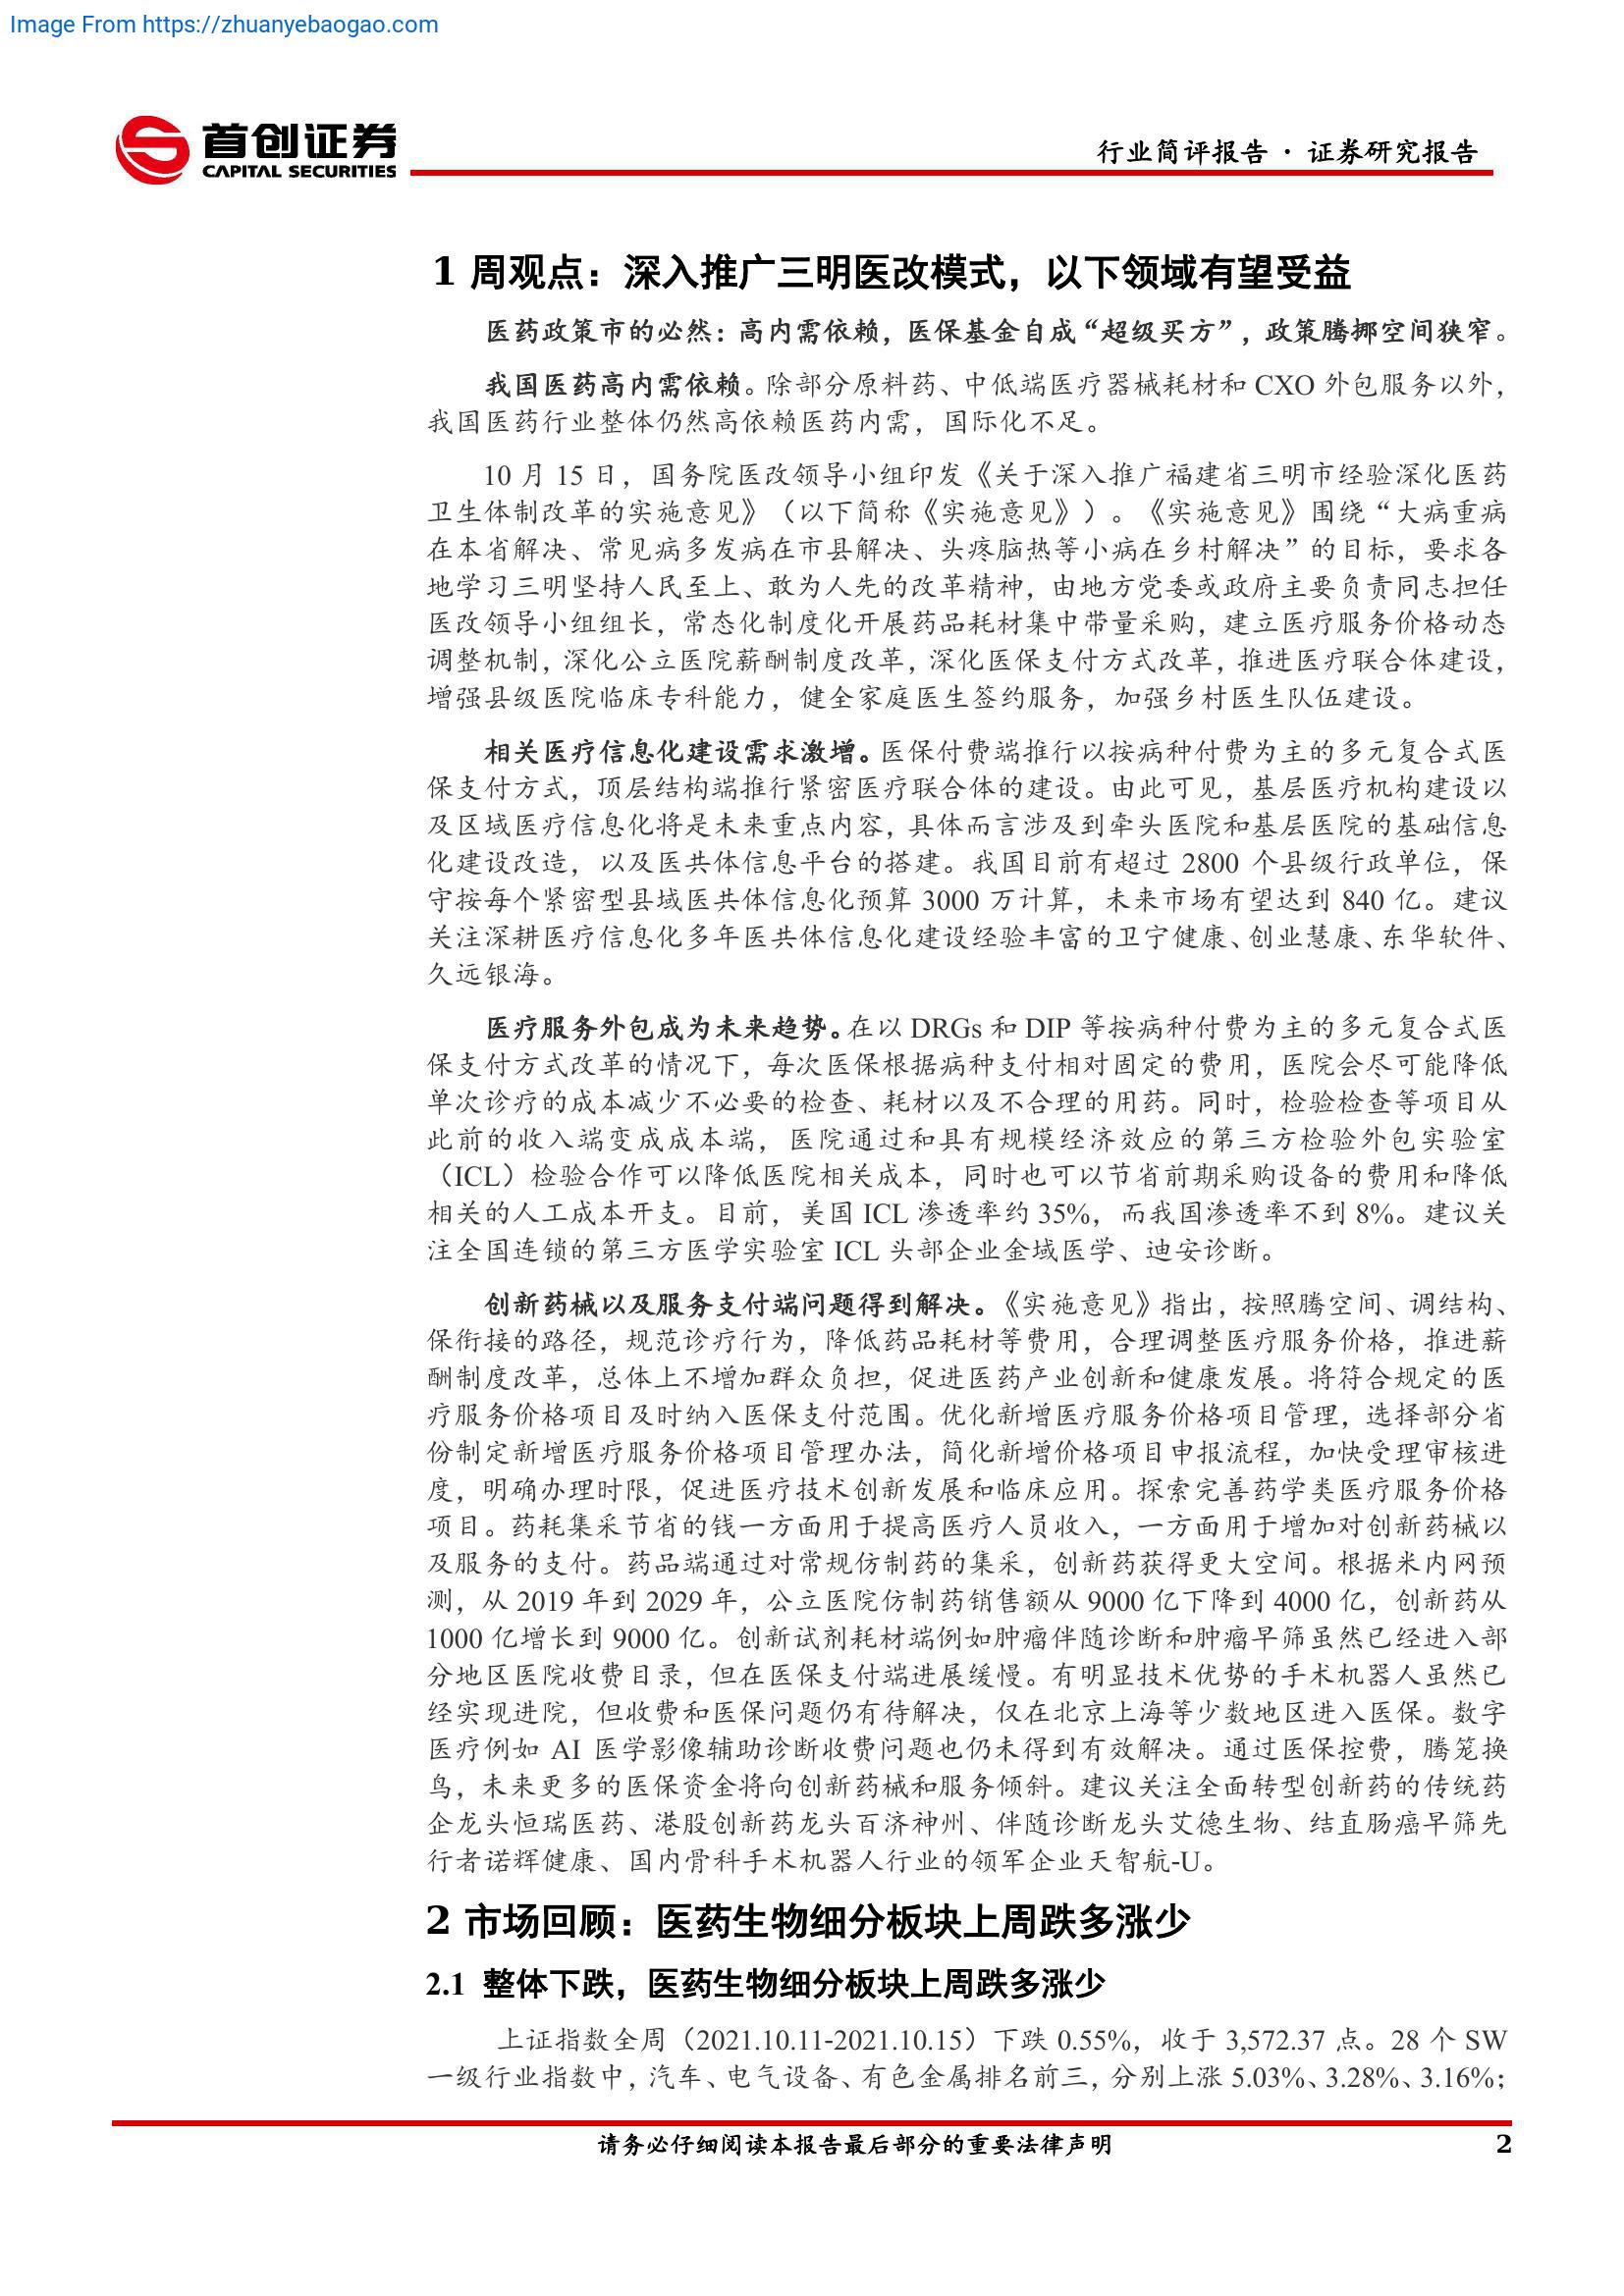 Image From https://zhuanyebaogao.com
首创证券
CAPITAL SECURITIES
行业简评报告 · 证券研究报告
1 周观点：深入推广三明医改模式，以下领域有望受益
医药政策市的必然：高内需依赖，医保基金自成“超级买方”，政策腾挪空间狭窄。
我国医药高内需依赖。除部分原料药、中低端医疗器械耗材和 CXO 外包服务以外，
我国医药行业整体仍然高依赖医药内需，国际化不足。
10 月 15 日，国务院医改领导小组印发《关于深入推广福建省三明市经验深化医药
卫生体制改革的实施意见》（以下简称《实施意见》）。《实施意见》围绕“大病重病
在本省解决、常见病多发病在市县解决、头疼脑热等小病在乡村解决”的目标，要求各
地学习三明坚持人民至上、敢为人先的改革精神，由地方党委或政府主要负责同志担任
医改领导小组组长，常态化制度化开展药品耗材集中带量采购，建立医疗服务价格动态
调整机制，深化公立医院薪酬制度改革，深化医保支付方式改革，推进医疗联合体建设，
增强县级医院临床专科能力，健全家庭医生签约服务，加强乡村医生队伍建设。
相关医疗信息化建设需求激增。医保付费端推行以按病种付费为主的多元复合式医
保支付方式，顶层结构端推行紧密医疗联合体的建设。由此可见，基层医疗机构建设以
及区域医疗信息化将是未来重点内容，具体而言涉及到牵头医院和基层医院的基础信息
化建设改造，以及医共体信息平台的搭建。我国目前有超过 2800 个县级行政单位，保
守按每个紧密型县域医共体信息化预算 3000 万计算，未来市场有望达到 840 亿。建议
关注深耕医疗信息化多年医共体信息化建设经验丰富的卫宁健康、创业慧康、东华软件、
久远银海。
医疗服务外包成为未来趋势。在以 DRGs 和 DIP 等按病种付费为主的多元复合式医
保支付方式改革的情况下，每次医保根据病种支付相对固定的费用，医院会尽可能降低
单次诊疗的成本减少不必要的检查、耗材以及不合理的用药。同时，检验检查等项目从
此前的收入端变成成本端，医院通过和具有规模经济效应的第三方检验外包实验室
（ICL）检验合作可以降低医院相关成本，同时也可以节省前期采购设备的费用和降低
相关的人工成本开支。目前，美国 ICL 渗透率约 35%，而我国渗透率不到 8%。建议关
注全国连锁的第三方医学实验室 ICL 头部企业金域医学、迪安诊断。
创新药械以及服务支付端问题得到解决。《实施意见》指出，按照腾空间、调结构、
保衔接的路径，规范诊疗行为，降低药品耗材等费用，合理调整医疗服务价格，推进薪
酬制度改革，总体上不增加群众负担，促进医药产业创新和健康发展。将符合规定的医
疗服务价格项目及时纳入医保支付范围。优化新增医疗服务价格项目管理，选择部分省
份制定新增医疗服务价格项目管理办法，简化新增价格项目申报流程，加快受理审核进
度，明确办理时限，促进医疗技术创新发展和临床应用。探索完善药学类医疗服务价格
项目。药耗集采节省的钱一方面用于提高医疗人员收入，一方面用于增加对创新药械以
及服务的支付。药品端通过对常规仿制药的集采，创新药获得更大空间。根据米内网预
测，从 2019 年到 2029 年，公立医院仿制药销售额从 9000 亿下降到 4000 亿，创新药从
1000 亿增长到 9000 亿。创新试剂耗材端例如肿瘤伴随诊断和肿瘤早筛虽然已经进入部
分地区医院收费目录，但在医保支付端进展缓慢。有明显技术优势的手术机器人虽然已
经实现进院，但收费和医保问题仍有待解决，仅在北京上海等少数地区进入医保。数字
医疗例如 AI 医学影像辅助诊断收费问题也仍未得到有效解决。通过医保控费，腾笼换
鸟，未来更多的医保资金将向创新药械和服务倾斜。建议关注全面转型创新药的传统药
企龙头恒瑞医药、港股创新药龙头百济神州、伴随诊断龙头艾德生物、结直肠癌早筛先
行者诺辉健康、国内骨科手术机器人行业的领军企业天智航-U。
2 市场回顾：医药生物细分板块上周跌多涨少
2.1 整体下跌，医药生物细分板块上周跌多涨少
上证指数全周（2021.10.11-2021.10.15）下跌 0.55%，收于 3,572.37 点。28 个 SW
一级行业指数中，汽车、电气设备、有色金属排名前三，分别上涨 5.03%、3.28%、3.16%；
请务必仔细阅读本报告最后部分的重要法律声明
2